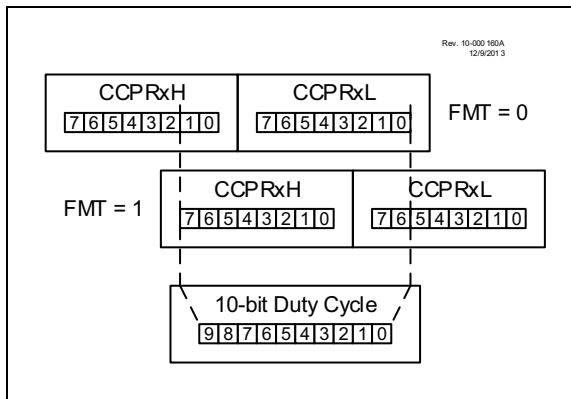 Rev. 10-000 160A
12/9/201 3
CCPRxH CCPRxL
7 6 5 4 3 2 1 0 7 6 5 4 3 2 1 0 FMT = 0
CCPRxH CCPRxL
FMT = 1 7 6 5 4 3 2 1 0 7 6 5 4 3 2 1 0
10-bit Duty Cycle
9 8 7 6 5 4 3 2 1 0